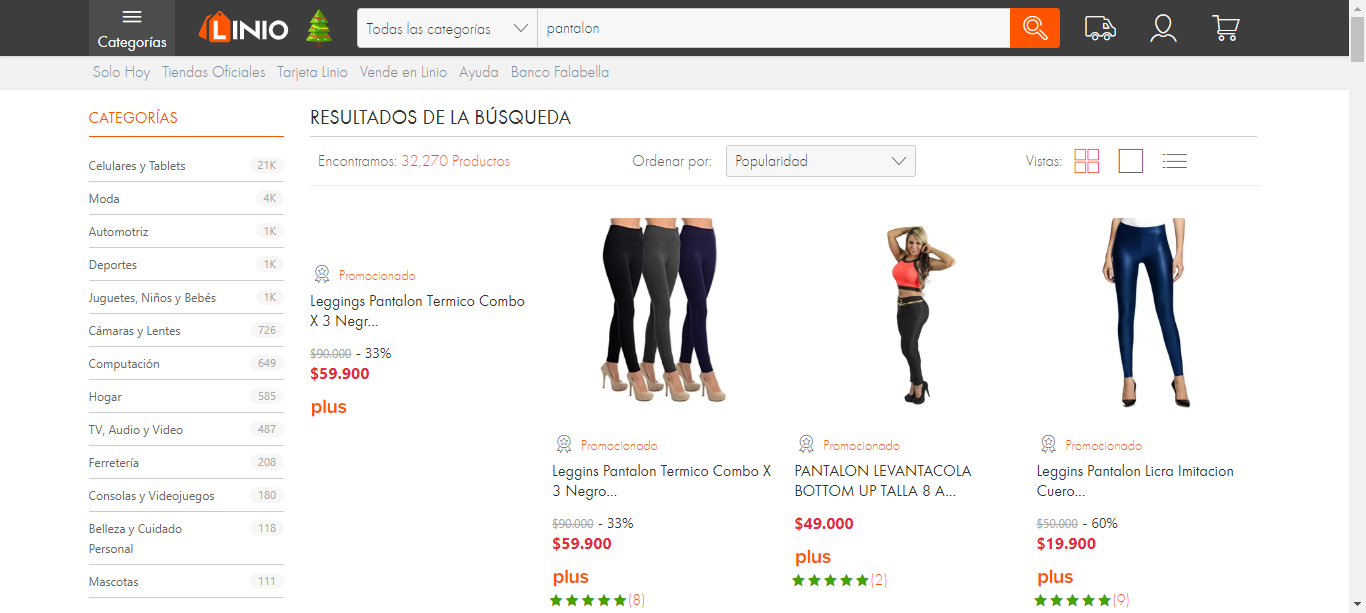 Categorías
LINIO
Todas las categorías
pantalon
Solo Hoy Tiendas Oficiales Tarjeta Linio Vende en Linio Ayuda Banco Falabella
CATEGORÍAS
Celulares y Tablets 21K
Moda 4K
Automotriz 1K
Deportes 1K
Juguetes, Niños y Bebés 1K
Cámaras y Lentes 726
Computación 649
Hogar 585
TV, Audio y Video 487
Ferretería 208
Consolas y Videojuegos 180
Belleza y Cuidado 118
Personal
Mascotas 111
RESULTADOS DE LA BÚSQUEDA
Encontramos: 32,270 Productos
Ordenar por: Popularidad
Vistas:
Promocionado
Leggings Pantalon Termico Combo
X 3 Negr...
$90.000 - 33%
$59.900
plus
Promocionado
Leggins Pantalon Termico Combo X
3 Negro...
$90.000 - 33%
$59.900
plus
(8)
Promocionado
PANTALON LEVANTACOLA
BOTTOM UP TALLA 8 A...
$49.000
plus
(2)
Promocionado
Leggins Pantalon Licra Imitacion
Cuero...
$50.000 - 60%
$19.900
plus
(9)